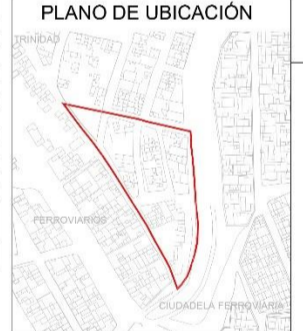 PLANO DE UBICACIÓN
TRINIDAD
FERROVIARIOS
CIUDADELA FERROVIARIA